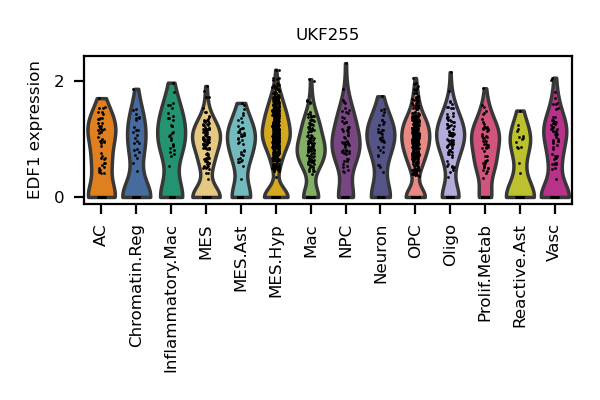 UKF255
EDF1 expression
2
0
AC
Chromatin.Reg
Inflammatory.Mac
MES
MES.Ast
MES.Hyp
Mac
NPC
Neuron
OPC
Oligo
Prolif.Metab
Reactive.Ast
Vasc